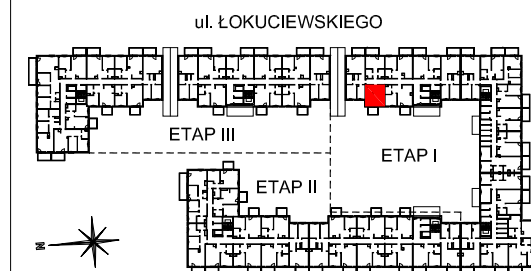 ul. ŁOKUCIEWSKIEGO
ETAP III
ETAP I
ETAP II
N